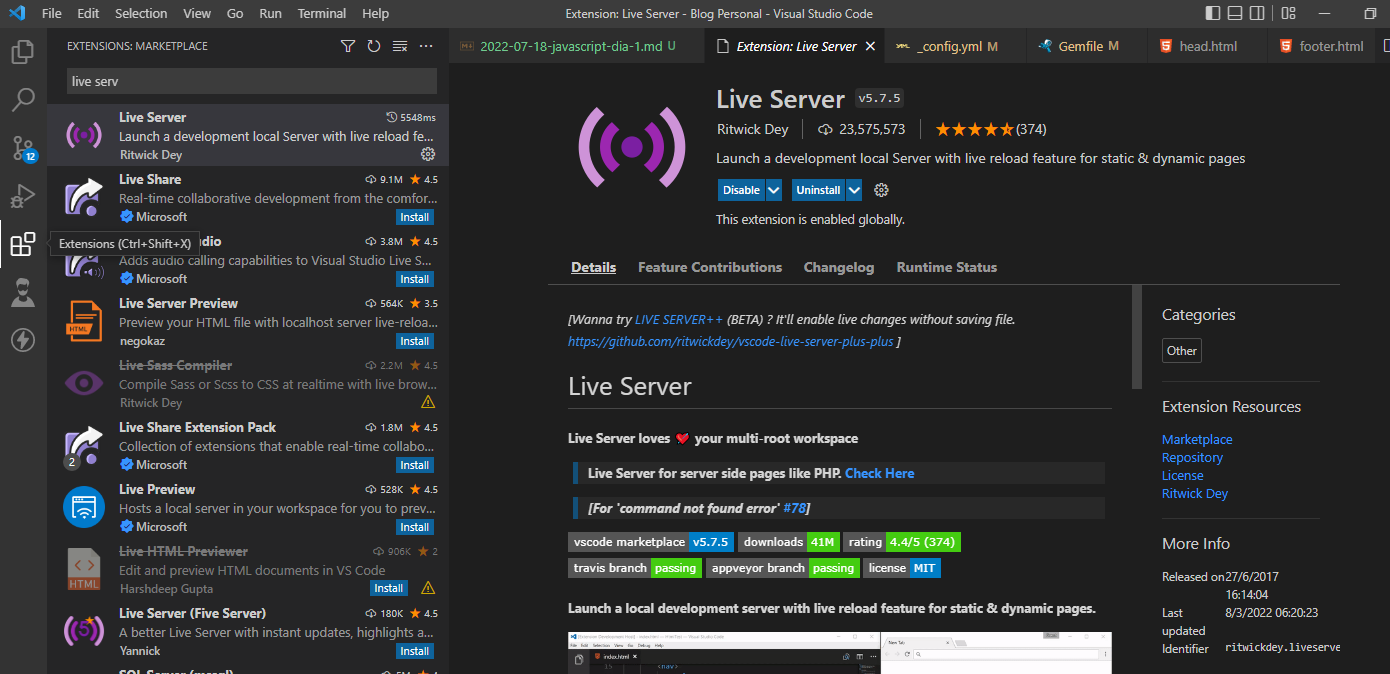 File Edit Selection View Go Run Terminal Help Extension: Live Server - Blog Personal - Visual Studio Code
EXTENSIONS: MARKETPLACE
live serv
12
Extensions (Ctrl+Shift+X)
Live Server 5548ms
Launch a development local Server with live reload fe...
Ritwick Dey
Live Share 9.1M 4.5
Real-time collaborative development from the comfor...
Microsoft Install
udio 3.8M 4.5
Adds audio calling capabilities to Visual Studio Live S...
Microsoft Install
Live Server Preview 564K 3.5
Preview your HTML file with localhost server live-reloa...
negokaz Install
Live Sass Compiler 2.2M 4.5
Compile Sass or Scss to CSS at realtime with live brow...
Ritwick Dey
Live Share Extension Pack 1.8M 4.5
Collection of extensions that enable real-time collabo...
2 Microsoft Install
Live Preview 528K 4.5
Hosts a local server in your workspace for you to prev...
Microsoft Install
Live HTML Previewer 906K 2
Edit and preview HTML documents in VS Code
HTML Harshdeep Gupta Install
Live Server (Five Server) 180K 4.5
A better Live Server with instant updates, highlights a...
Yannick Install
2022-07-18-javascript-dia-1.md U Extension: Live Server _config.yml M Gemfile M head.html footer.html
Live Server v5.7.5
Ritwick Dey 23,575,573 (374)
Launch a development local Server with live reload feature for static & dynamic pages
Disable Uninstall
This extension is enabled globally.
Details Feature Contributions Changelog Runtime Status
[Wanna try LIVE SERVER++ (BETA) ? It'll enable live changes without saving file.
https://github.com/ritwickdey/vscode-live-server-plus-plus ]
Live Server
Live Server loves your multi-root workspace
Live Server for server side pages like PHP. Check Here
[For 'command not found error' #78]
vscode marketplace v5.7.5 downloads 41M rating 4.4/5 (374)
travis branch passing appveyor branch passing license MIT
Launch a local development server with live reload feature for static & dynamic pages.
index.html
New Tab
Categories
Other
Extension Resources
Marketplace
Repository
License
Ritwick Dey
More Info
Released on 27/6/2017
16:14:04
Last 8/3/2022 06:20:23
updated
Identifier ritwickdey.liveserve